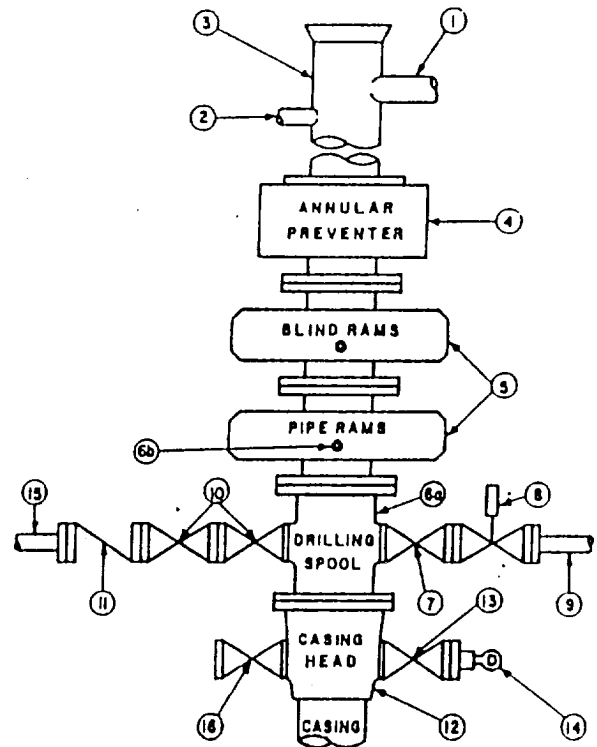 3
1
2
ANNULAR
PREVENTER
4
BLIND RAMS
5
PIPE RAMS
6b
6a
8
15
10
DRILLING
SPOOL
11
7
13
9
CASING
HEAD
16
12
14
CASING